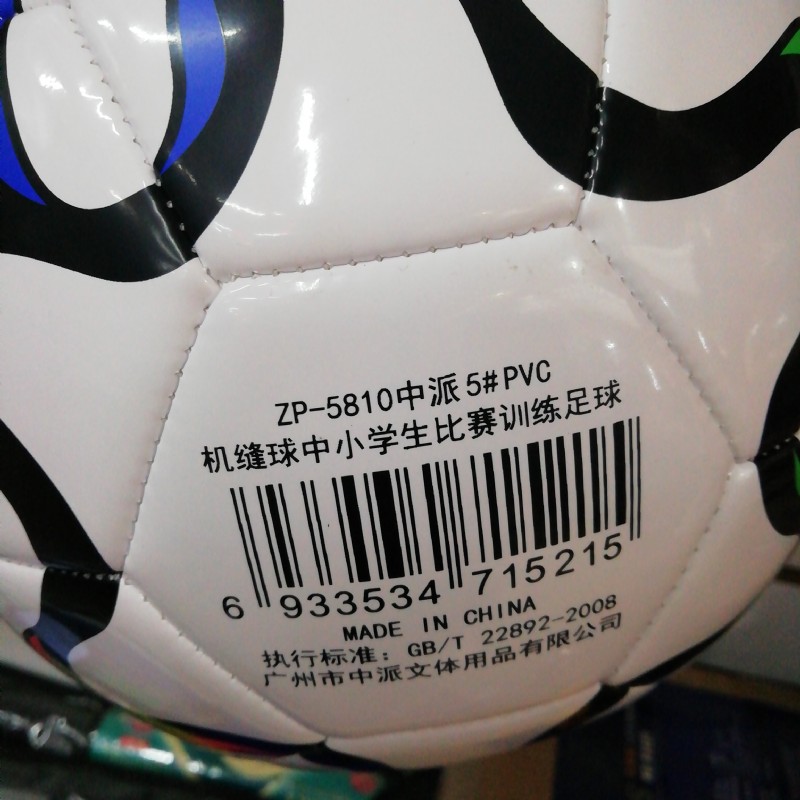 ZP-5810中派5#PVC
机缝球中小学生比赛训练足球
6 933534 715215
MADE IN CHINA
执行标准：GB/T 22892-2008
广州市中派文体用品有限公司